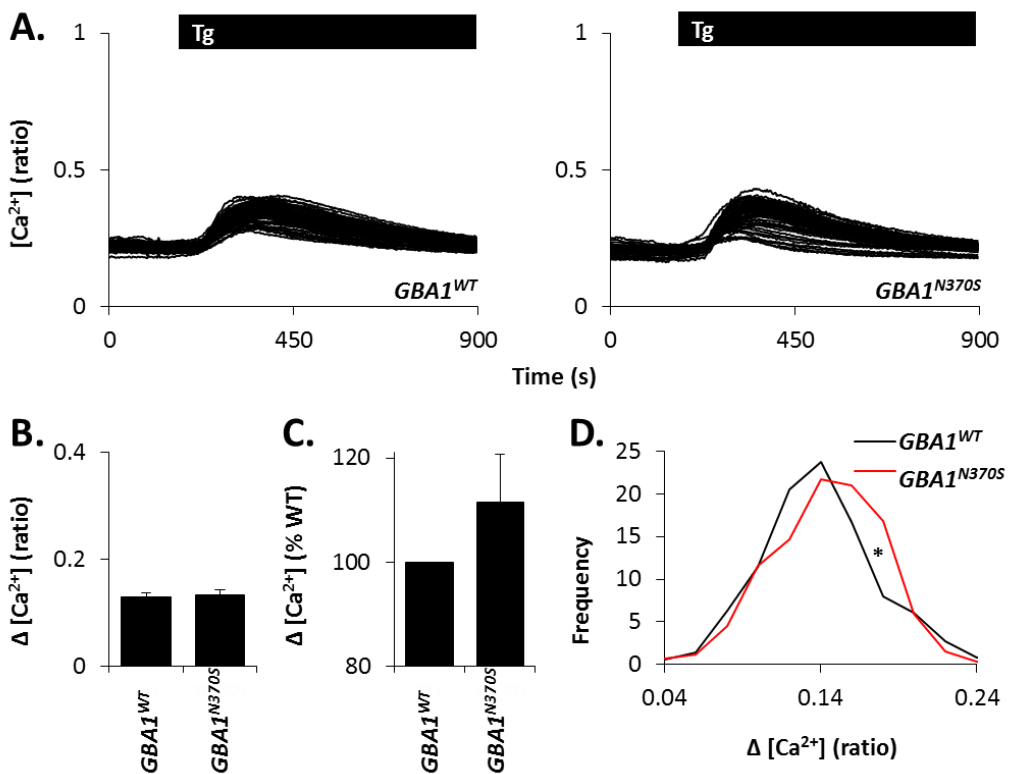 A.
Tg
Tg
1
0.5
0
[Ca²⁺] (ratio)
GBA1ᵂᵀ
0
450
900
1
0.5
0
GBA1ᴺ³⁷⁰ˢ
0
450
900
Time (s)
B.
0.4
0.2
0
Δ [Ca²⁺] (ratio)
GBA1ᵂᵀ
GBA1ᴺ³⁷⁰ˢ
C.
120
100
80
Δ [Ca²⁺] (% WT)
GBA1ᵂᵀ
GBA1ᴺ³⁷⁰ˢ
D.
GBA1ᵂᵀ
GBA1ᴺ³⁷⁰ˢ
25
20
15
10
5
0
Frequency
*
0.04
0.14
0.24
Δ [Ca²⁺] (ratio)